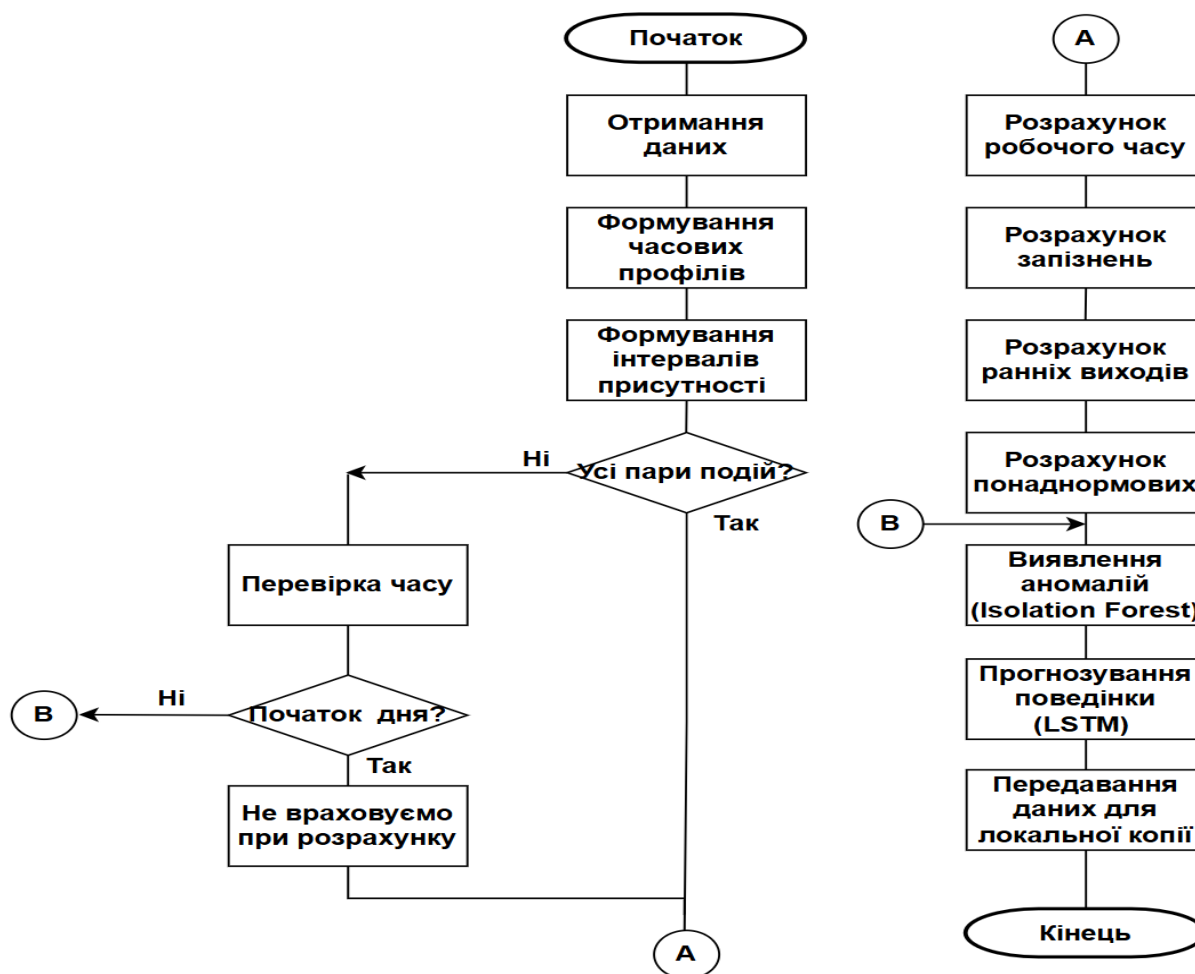 Початок
Отримання
даних
Формування
часових
профілів
Формування
інтервалів
присутності
Усі пари подій?
Ні
Так
Перевірка часу
Початок дня?
Ні
В
Так
Не враховуємо
при розрахунку
А
А
Розрахунок
робочого часу
Розрахунок
запізнень
Розрахунок
ранніх виходів
Розрахунок
понаднормових
В
Виявлення
аномалій
(Isolation Forest)
Прогнозування
поведінки
(LSTM)
Передавання
даних для
локальної копії
Кінець